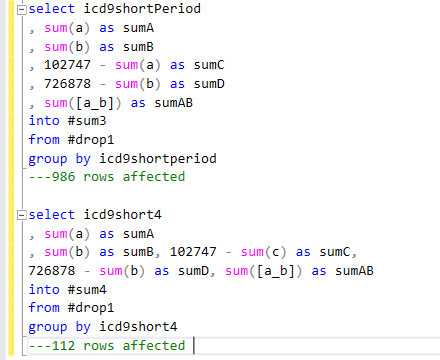 select icd9shortPeriod
, sum(a) as sumA
, sum(b) as sumB
, 102747 - sum(a) as sumC
, 726878 - sum(b) as sumD
, sum([a_b]) as sumAB
into #sum3
from #drop1
group by icd9shortperiod
---986 rows affected
select icd9short4
, sum(a) as sumA
, sum(b) as sumB, 102747 - sum(c) as sumC,
726878 - sum(b) as sumD, sum([a_b]) as sumAB
into #sum4
from #drop1
group by icd9short4
---112 rows affected